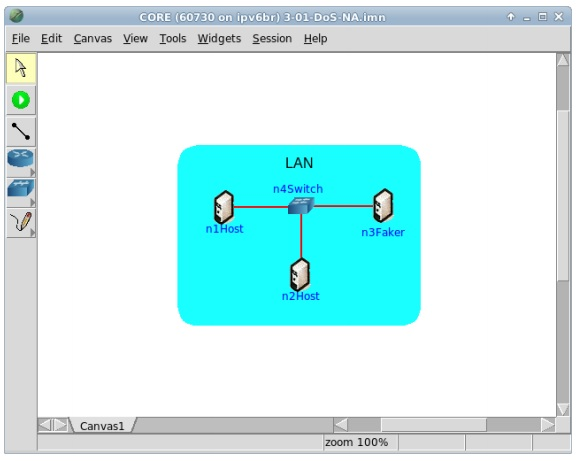 CORE (60730 on ipv6br) 3-01-DoS-NA.imn
File Edit Canvas View Tools Widgets Session Help
LAN
n4Switch
n1Host
n3Faker
n2Host
Canvas1
zoom 100%